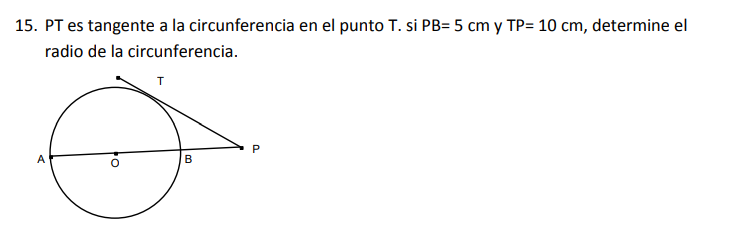 15. PT es tangente a la circunferencia en el punto T. si PB= 5 cm y TP= 10 cm, determine el
radio de la circunferencia.
T
P
A
O
B